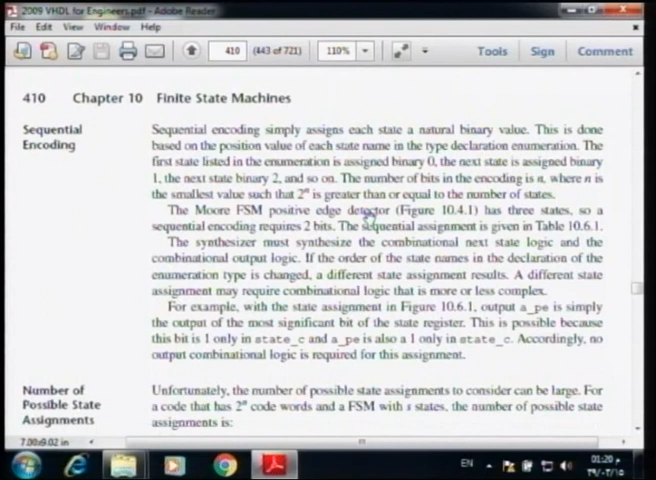 2009 VHDL for Engineers.pdf - Adobe Reader
File Edit View Window Help
410 (443 of 721) 110% Tools Sign Comment
410 Chapter 10 Finite State Machines
Sequential
Encoding
Sequential encoding simply assigns each state a natural binary value. This is done
based on the position value of each state name in the type declaration enumeration. The
first state listed in the enumeration is assigned binary 0, the next state is assigned binary
1, the next state binary 2, and so on. The number of bits in the encoding is n, where n is
the smallest value such that 2ⁿ is greater than or equal to the number of states.
The Moore FSM positive edge detector (Figure 10.4.1) has three states, so a
sequential encoding requires 2 bits. The sequential assignment is given in Table 10.6.1.
The synthesizer must synthesize the combinational next state logic and the
combinational output logic. If the order of the state names in the declaration of the
enumeration type is changed, a different state assignment results. A different state
assignment may require combinational logic that is more or less complex.
For example, with the state assignment in Figure 10.6.1, output a_pe is simply
the output of the most significant bit of the state register. This is possible because
this bit is 1 only in state_c and a_pe is also a 1 only in state_c. Accordingly, no
output combinational logic is required for this assignment.
Number of
Possible State
Assignments
Unfortunately, the number of possible state assignments to consider can be large. For
a code that has 2ⁿ code words and a FSM with s states, the number of possible state
assignments is:
7.00x9.02 in
EN
01:20 م